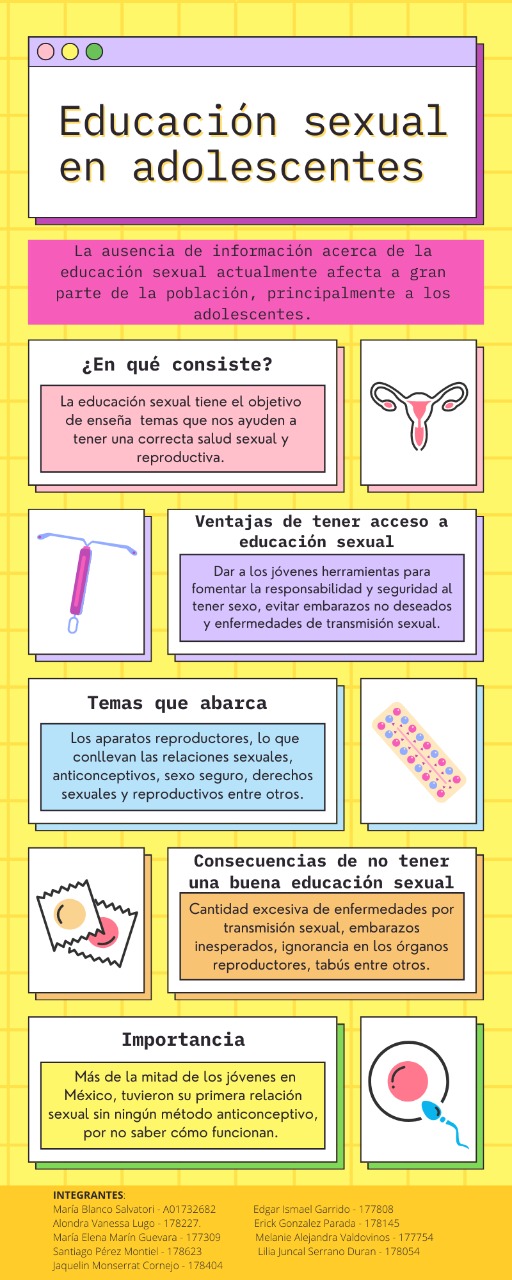 Educación sexual
en adolescentes
La ausencia de información acerca de la
educación sexual actualmente afecta a gran
parte de la población, principalmente a los
adolescentes.
¿En qué consiste?
La educación sexual tiene el objetivo
de enseña temas que nos ayuden a
tener una correcta salud sexual y
reproductiva.
Ventajas de tener acceso a
educación sexual
Dar a los jóvenes herramientas para
fomentar la responsabilidad y seguridad al
tener sexo, evitar embarazos no deseados
y enfermedades de transmisión sexual.
Temas que abarca
Los aparatos reproductores, lo que
conllevan las relaciones sexuales,
anticonceptivos, sexo seguro, derechos
sexuales y reproductivos entre otros.
Consecuencias de no tener
una buena educación sexual
Cantidad excesiva de enfermedades por
transmisión sexual, embarazos
inesperados, ignorancia en los órganos
reproductores, tabús entre otros.
Importancia
Más de la mitad de los jóvenes en
México, tuvieron su primera relación
sexual sin ningún método anticonceptivo,
por no saber cómo funcionan.
INTEGRANTES:
María Blanco Salvatori - A01732682
Alondra Vanessa Lugo - 178227.
María Elena Marín Guevara - 177309
Santiago Pérez Montiel - 178623
Jaquelin Monserrat Cornejo - 178404
Edgar Ismael Garrido - 177808
Erick Gonzalez Parada - 178145
Melanie Alejandra Valdovinos - 177754
Lilia Juncal Serrano Duran - 178054